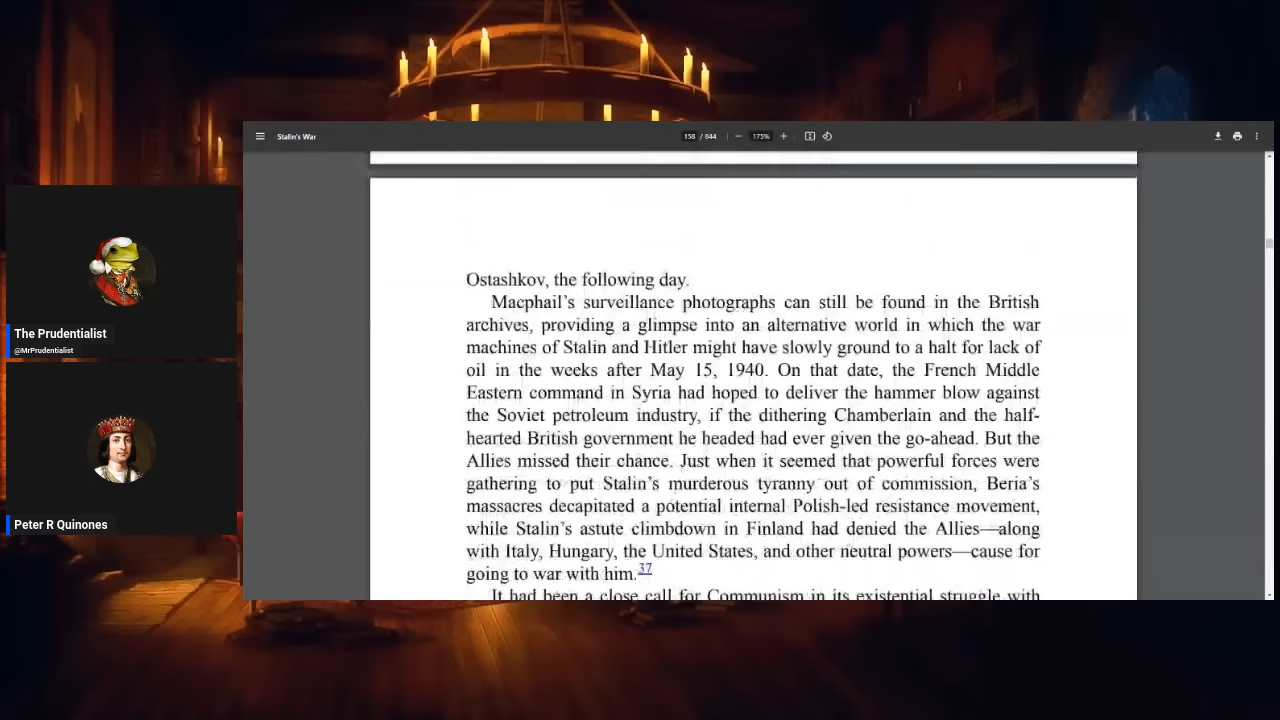 Stalin's War
158 / 844
175%
Ostashkov, the following day.
Macphail's surveillance photographs can still be found in the British
archives, providing a glimpse into an alternative world in which the war
machines of Stalin and Hitler might have slowly ground to a halt for lack of
oil in the weeks after May 15, 1940. On that date, the French Middle
Eastern command in Syria had hoped to deliver the hammer blow against
the Soviet petroleum industry, if the dithering Chamberlain and the half-
hearted British government he headed had ever given the go-ahead. But the
Allies missed their chance. Just when it seemed that powerful forces were
gathering to put Stalin's murderous tyranny out of commission, Beria's
massacres decapitated a potential internal Polish-led resistance movement,
while Stalin's astute climbdown in Finland had denied the Allies—along
with Italy, Hungary, the United States, and other neutral powers—cause for
going to war with him.37
It had been a close call for Communism in its existential struggle with
The Prudentialist
@MrPrudentialist
Peter R Quinones